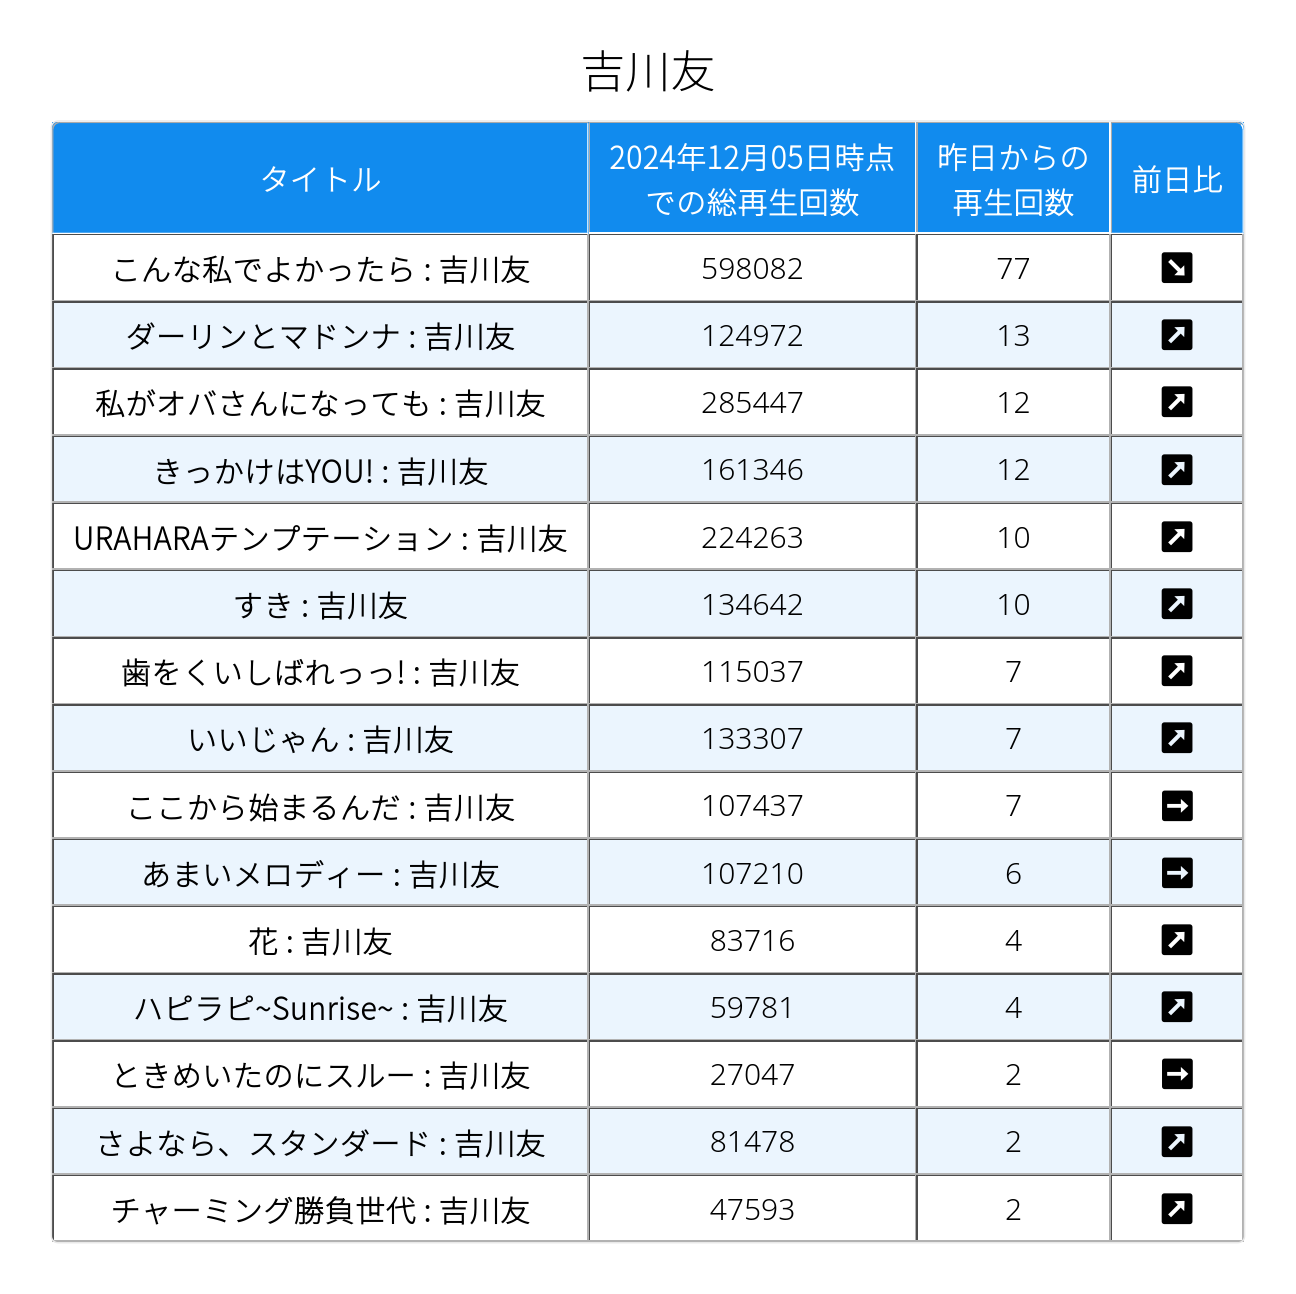 吉川友
タイトル
2024年12月05日時点
での総再生回数
昨日からの
再生回数
前日比
こんな私でよかったら : 吉川友 598082 77 ↘
ダーリンとマドンナ : 吉川友 124972 13 ↗
私がオバさんになっても : 吉川友 285447 12 ↗
きっかけはYOU! : 吉川友 161346 12 ↗
URAHARAテンプテーション : 吉川友 224263 10 ↗
すき : 吉川友 134642 10 ↗
歯をくいしばれっっ! : 吉川友 115037 7 ↗
いいじゃん : 吉川友 133307 7 ↗
ここから始まるんだ : 吉川友 107437 7 →
あまいメロディー : 吉川友 107210 6 →
花 : 吉川友 83716 4 ↗
ハピラピ~Sunrise~ : 吉川友 59781 4 ↗
ときめいたのにスルー : 吉川友 27047 2 →
さよなら、スタンダード : 吉川友 81478 2 ↗
チャーミング勝負世代 : 吉川友 47593 2 ↗